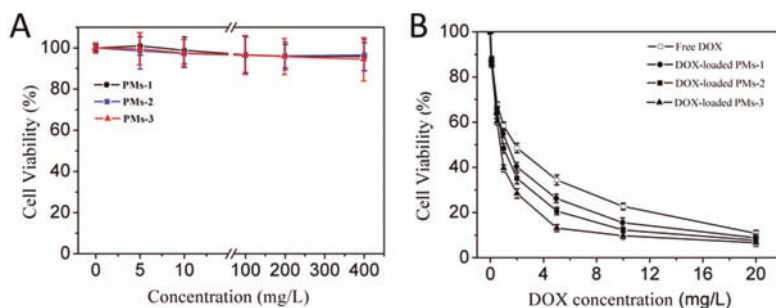 A
100
80
60
40
20
0
Cell Viability (%)
PMs-1
PMs-2
PMs-3
0 5 10 100 200 300 400
Concentration (mg/L)
B
100
80
60
40
20
0
Cell Viability (%)
Free DOX
DOX-loaded PMs-1
DOX-loaded PMs-2
DOX-loaded PMs-3
0 4 8 12 16 20
DOX concentration (mg/L)